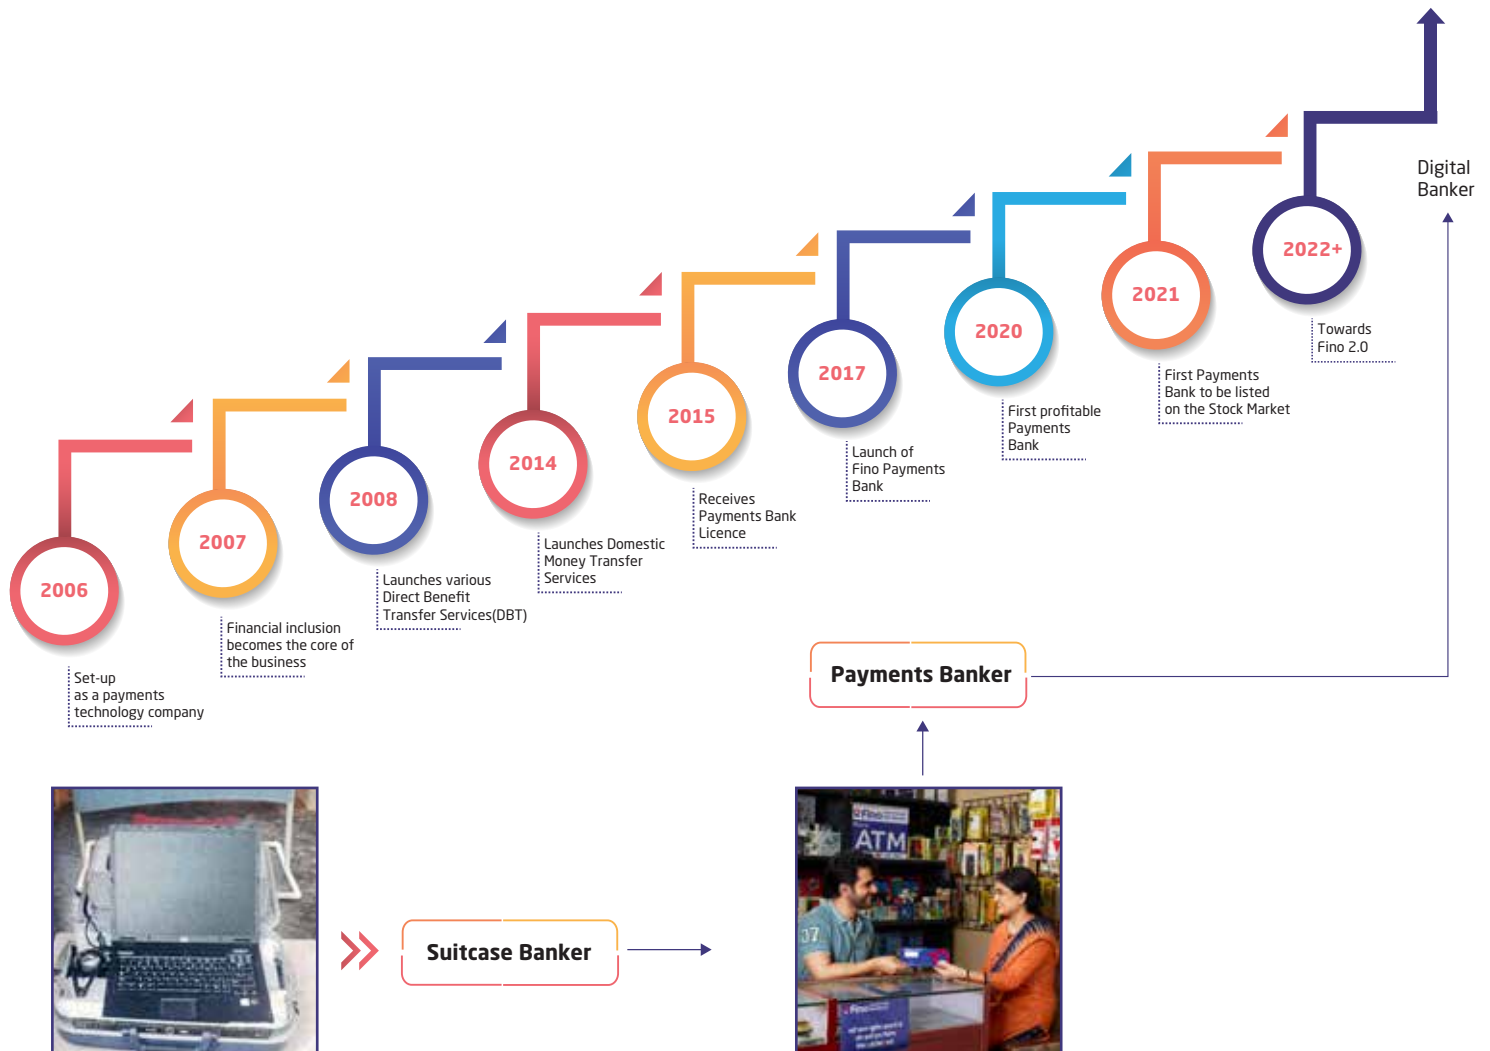 2006
Set-up
as a payments
technology company
2007
Financial inclusion
becomes the core of
the business
2008
Launches various
Direct Benefit
Transfer Services(DBT)
2014
Launches Domestic
Money Transfer
Services
2015
Receives
Payments Bank
Licence
2017
Launch of
Fino Payments
Bank
2020
First profitable
Payments
Bank
2021
First Payments
Bank to be listed
on the Stock Market
2022+
Towards
Fino 2.0
Digital
Banker
Payments Banker
Suitcase Banker
Fino
ATM
37
Fino